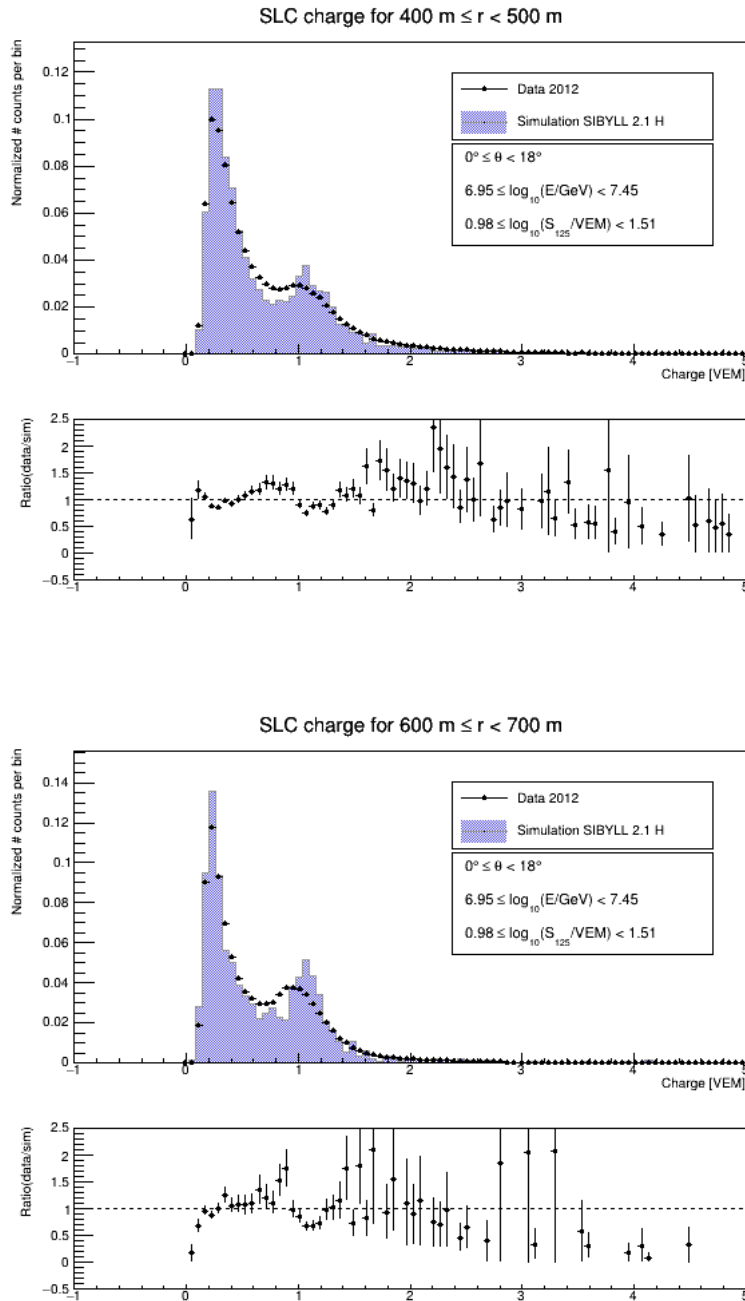 SLC charge for 400 m ≤ r < 500 m
Normalized # counts per bin
0.12
0.1
0.08
0.06
0.04
0.02
0
Data 2012
Simulation SIBYLL 2.1 H
0° ≤ θ < 18°
6.95 ≤ log10(E/GeV) < 7.45
0.98 ≤ log10(S125/VEM) < 1.51
−1 0 1 2 3 4 5
Charge [VEM]
Ratio(data/sim)
2.5
2
1.5
1
0.5
0
−0.5
−1 0 1 2 3 4 5
SLC charge for 600 m ≤ r < 700 m
Normalized # counts per bin
0.14
0.12
0.1
0.08
0.06
0.04
0.02
0
Data 2012
Simulation SIBYLL 2.1 H
0° ≤ θ < 18°
6.95 ≤ log10(E/GeV) < 7.45
0.98 ≤ log10(S125/VEM) < 1.51
−1 0 1 2 3 4 5
Charge [VEM]
Ratio(data/sim)
2.5
2
1.5
1
0.5
0
−0.5
−1 0 1 2 3 4 5